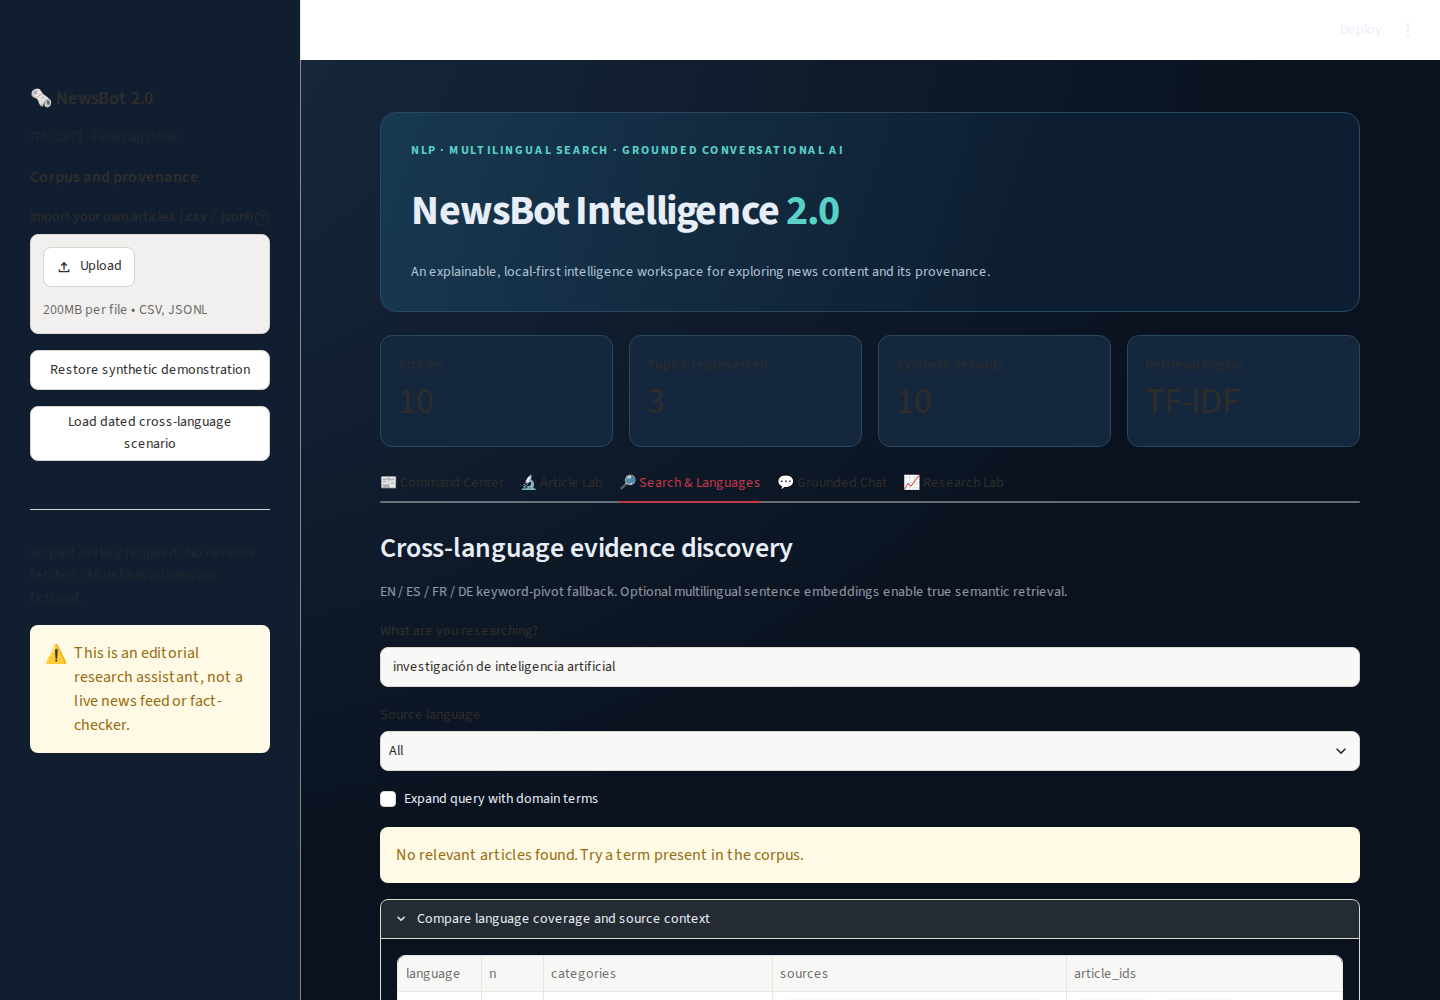 Deploy
NewsBot 2.0
ITAI 2373 · Final capstone
Corpus and provenance
Import your own articles (.csv / .jsonl)
Upload
200MB per file • CSV, JSONL
Restore synthetic demonstration
Load dated cross-language
scenario
No paid API key required · No network
fetches · All default articles are
fictional.
This is an editorial
research assistant, not a
live news feed or fact-
checker.
NLP · MULTILINGUAL SEARCH · GROUNDED CONVERSATIONAL AI
NewsBot Intelligence 2.0
An explainable, local-first intelligence workspace for exploring news content and its provenance.
Articles
10
Topics represented
3
Synthetic records
10
Retrieval engine
TF-IDF
Command Center Article Lab Search & Languages Grounded Chat Research Lab
Cross-language evidence discovery
EN / ES / FR / DE keyword-pivot fallback. Optional multilingual sentence embeddings enable true semantic retrieval.
What are you researching?
investigación de inteligencia artificial
Source language
All
Expand query with domain terms
No relevant articles found. Try a term present in the corpus.
Compare language coverage and source context
language n categories sources article_ids